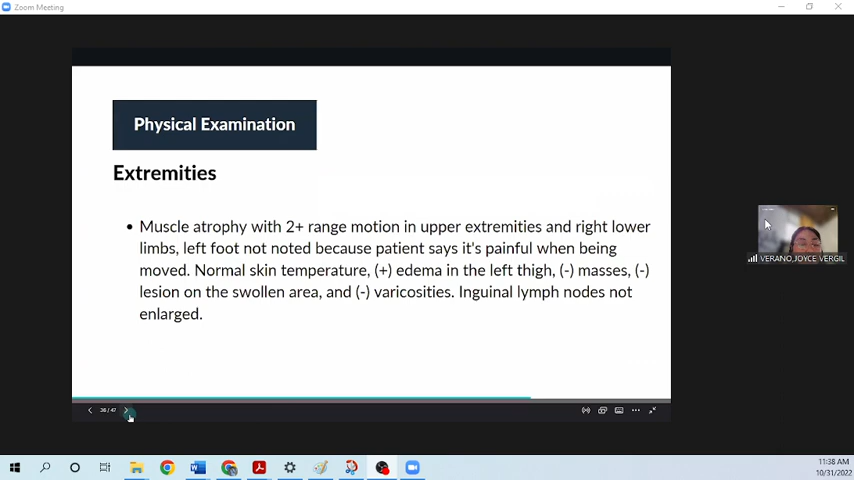 Zoom Meeting
Physical Examination
Extremities
• Muscle atrophy with 2+ range motion in upper extremities and right lower
limbs, left foot not noted because patient says it's painful when being
moved. Normal skin temperature, (+) edema in the left thigh, (-) masses, (-)
lesion on the swollen area, and (-) varicosities. Inguinal lymph nodes not
enlarged.
VERANO,JOYCE VERGIL
36 / 47
11:38 AM
10/31/2022